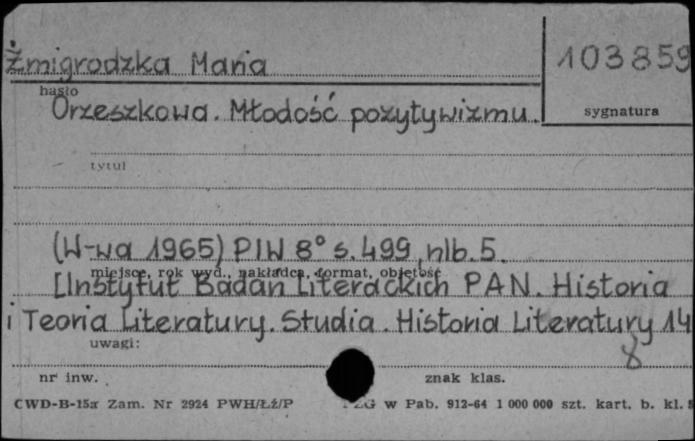 Żmigrodzka Maria
103859
hasło
Orzeszkowa. Młodość pozytywizmu.
sygnatura
tytuł
(W-wa 1965) PIW 8° s. 499, nlb. 5.
miejsce, rok wyd., nakładca, format, objętość
[Instytut Badań Literackich PAN. Historia
i Teoria Literatury. Studia. Historia Literatury 14
uwagi:
8
nr inw.
znak klas.
CWD-B-15a Zam. Nr 2924 PWH/Łź/P
w Pab. 912-64 1 000 000 szt. kart. b. kl.